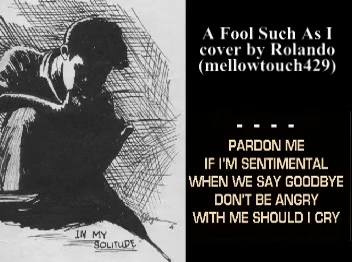 A Fool Such As I
cover by Rolando
(mellowtouch429)
- - - -
PARDON ME
IF I'M SENTIMENTAL
WHEN WE SAY GOODBYE
DON'T BE ANGRY
WITH ME SHOULD I CRY
IN MY
SOLITUDE